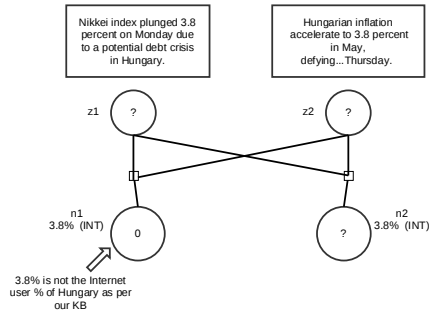 Nikkei index plunged 3.8
percent on Monday due
to a potential debt crisis
in Hungary.
Hungarian inflation
accelerate to 3.8 percent
in May,
defying...Thursday.
z1
?
z2
?
n1
3.8% (INT)
0
?
n2
3.8% (INT)
3.8% is not the Internet
user % of Hungary as per
our KB